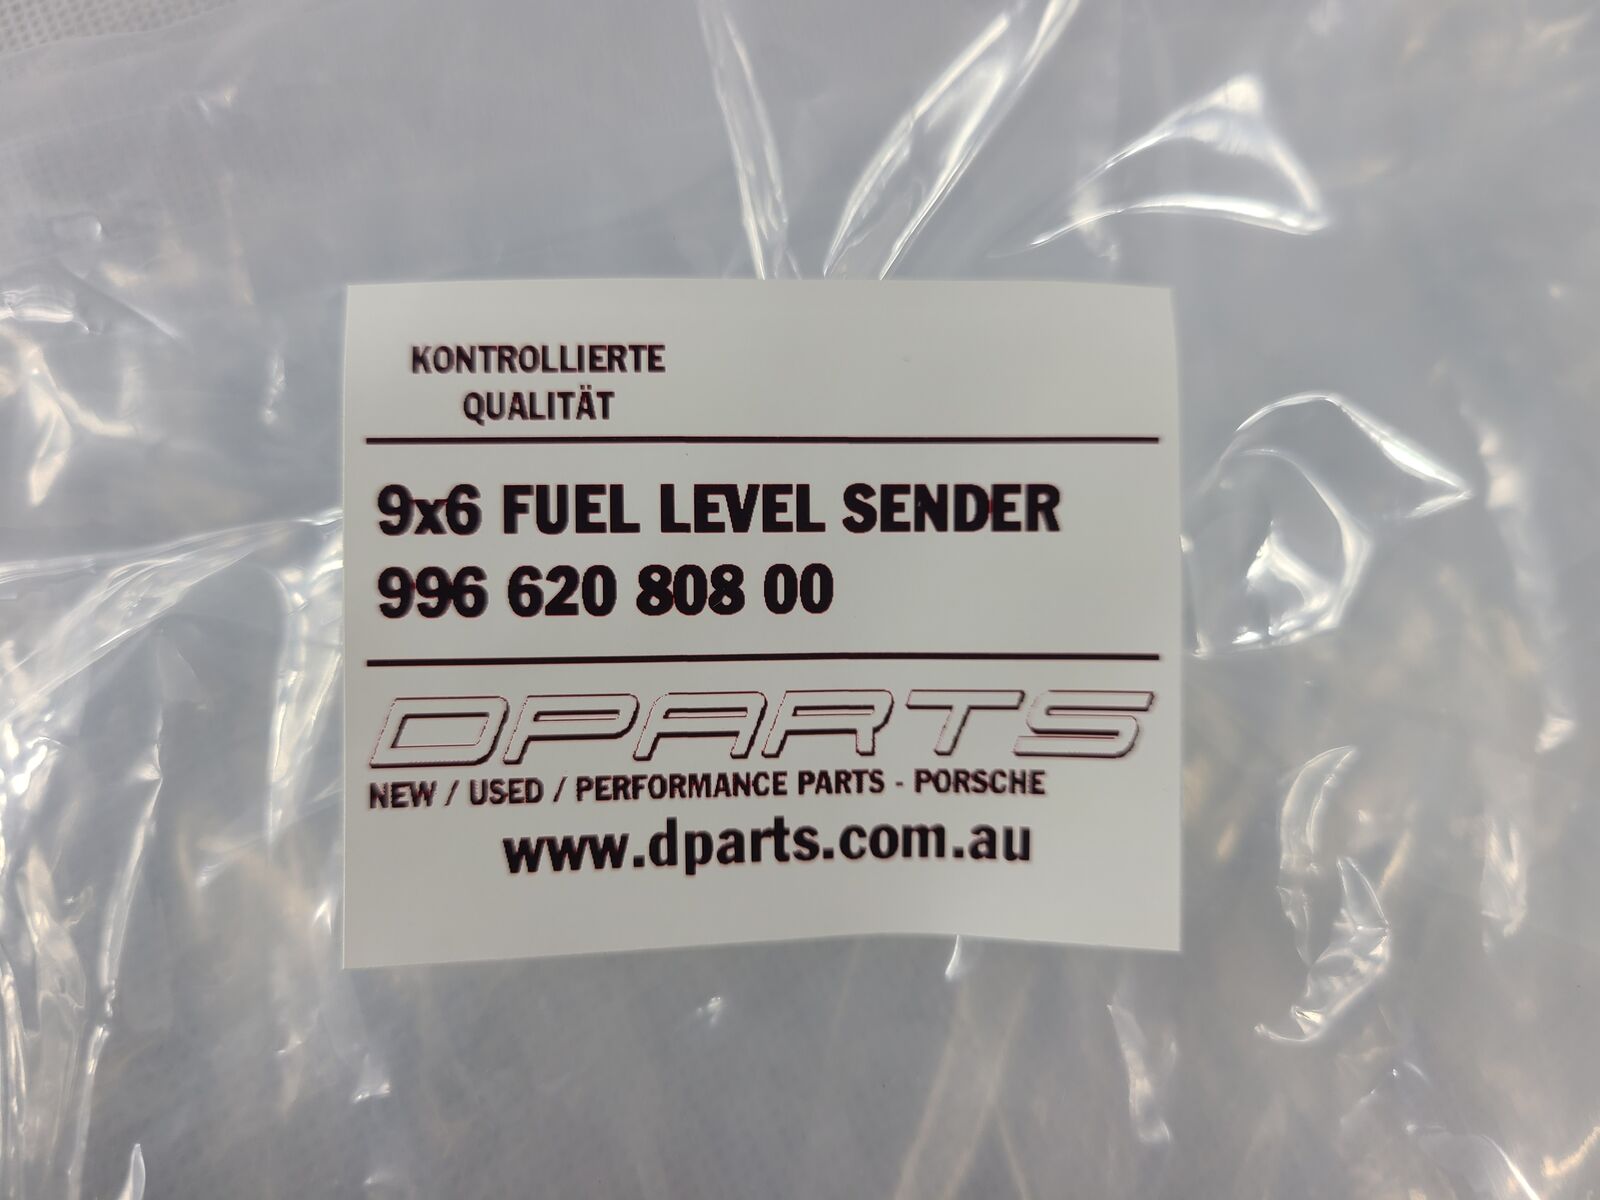 KONTROLLIERTE
QUALITÄT
9x6 FUEL LEVEL SENDER
996 620 808 00
DPARTS
NEW / USED / PERFORMANCE PARTS - PORSCHE
www.dparts.com.au